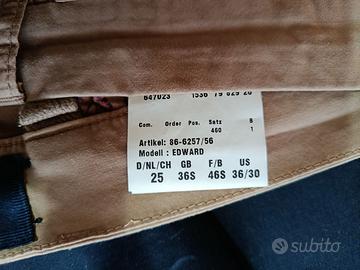 647023 1536 79 829 20
Com. Order Pos. Satz S
460 1
Artikel: 86-6257/56
Modell : EDWARD
D/NL/CH GB F/B US
25 36S 46S 36/30
subito